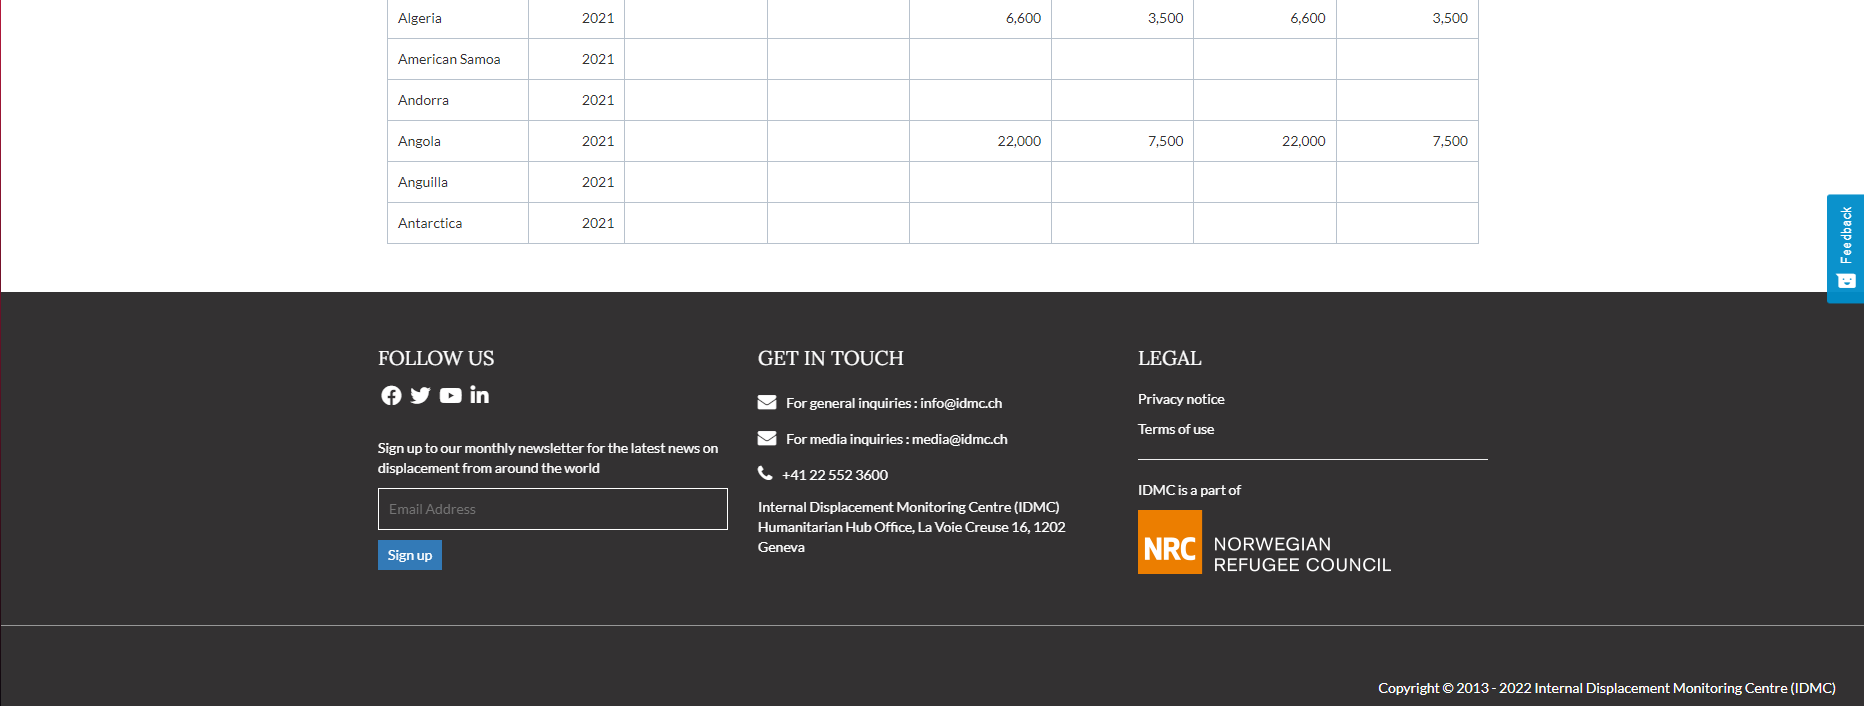 Algeria 2021 6,600 3,500 6,600 3,500
American Samoa 2021
Andorra 2021
Angola 2021 22,000 7,500 22,000 7,500
Anguilla 2021
Antarctica 2021
Feedback
FOLLOW US
Sign up to our monthly newsletter for the latest news on
displacement from around the world
Email Address
Sign up
GET IN TOUCH
For general inquiries : info@idmc.ch
For media inquiries : media@idmc.ch
+41 22 552 3600
Internal Displacement Monitoring Centre (IDMC)
Humanitarian Hub Office, La Voie Creuse 16, 1202
Geneva
LEGAL
Privacy notice
Terms of use
IDMC is a part of
NRC NORWEGIAN
REFUGEE COUNCIL
Copyright © 2013 - 2022 Internal Displacement Monitoring Centre (IDMC)